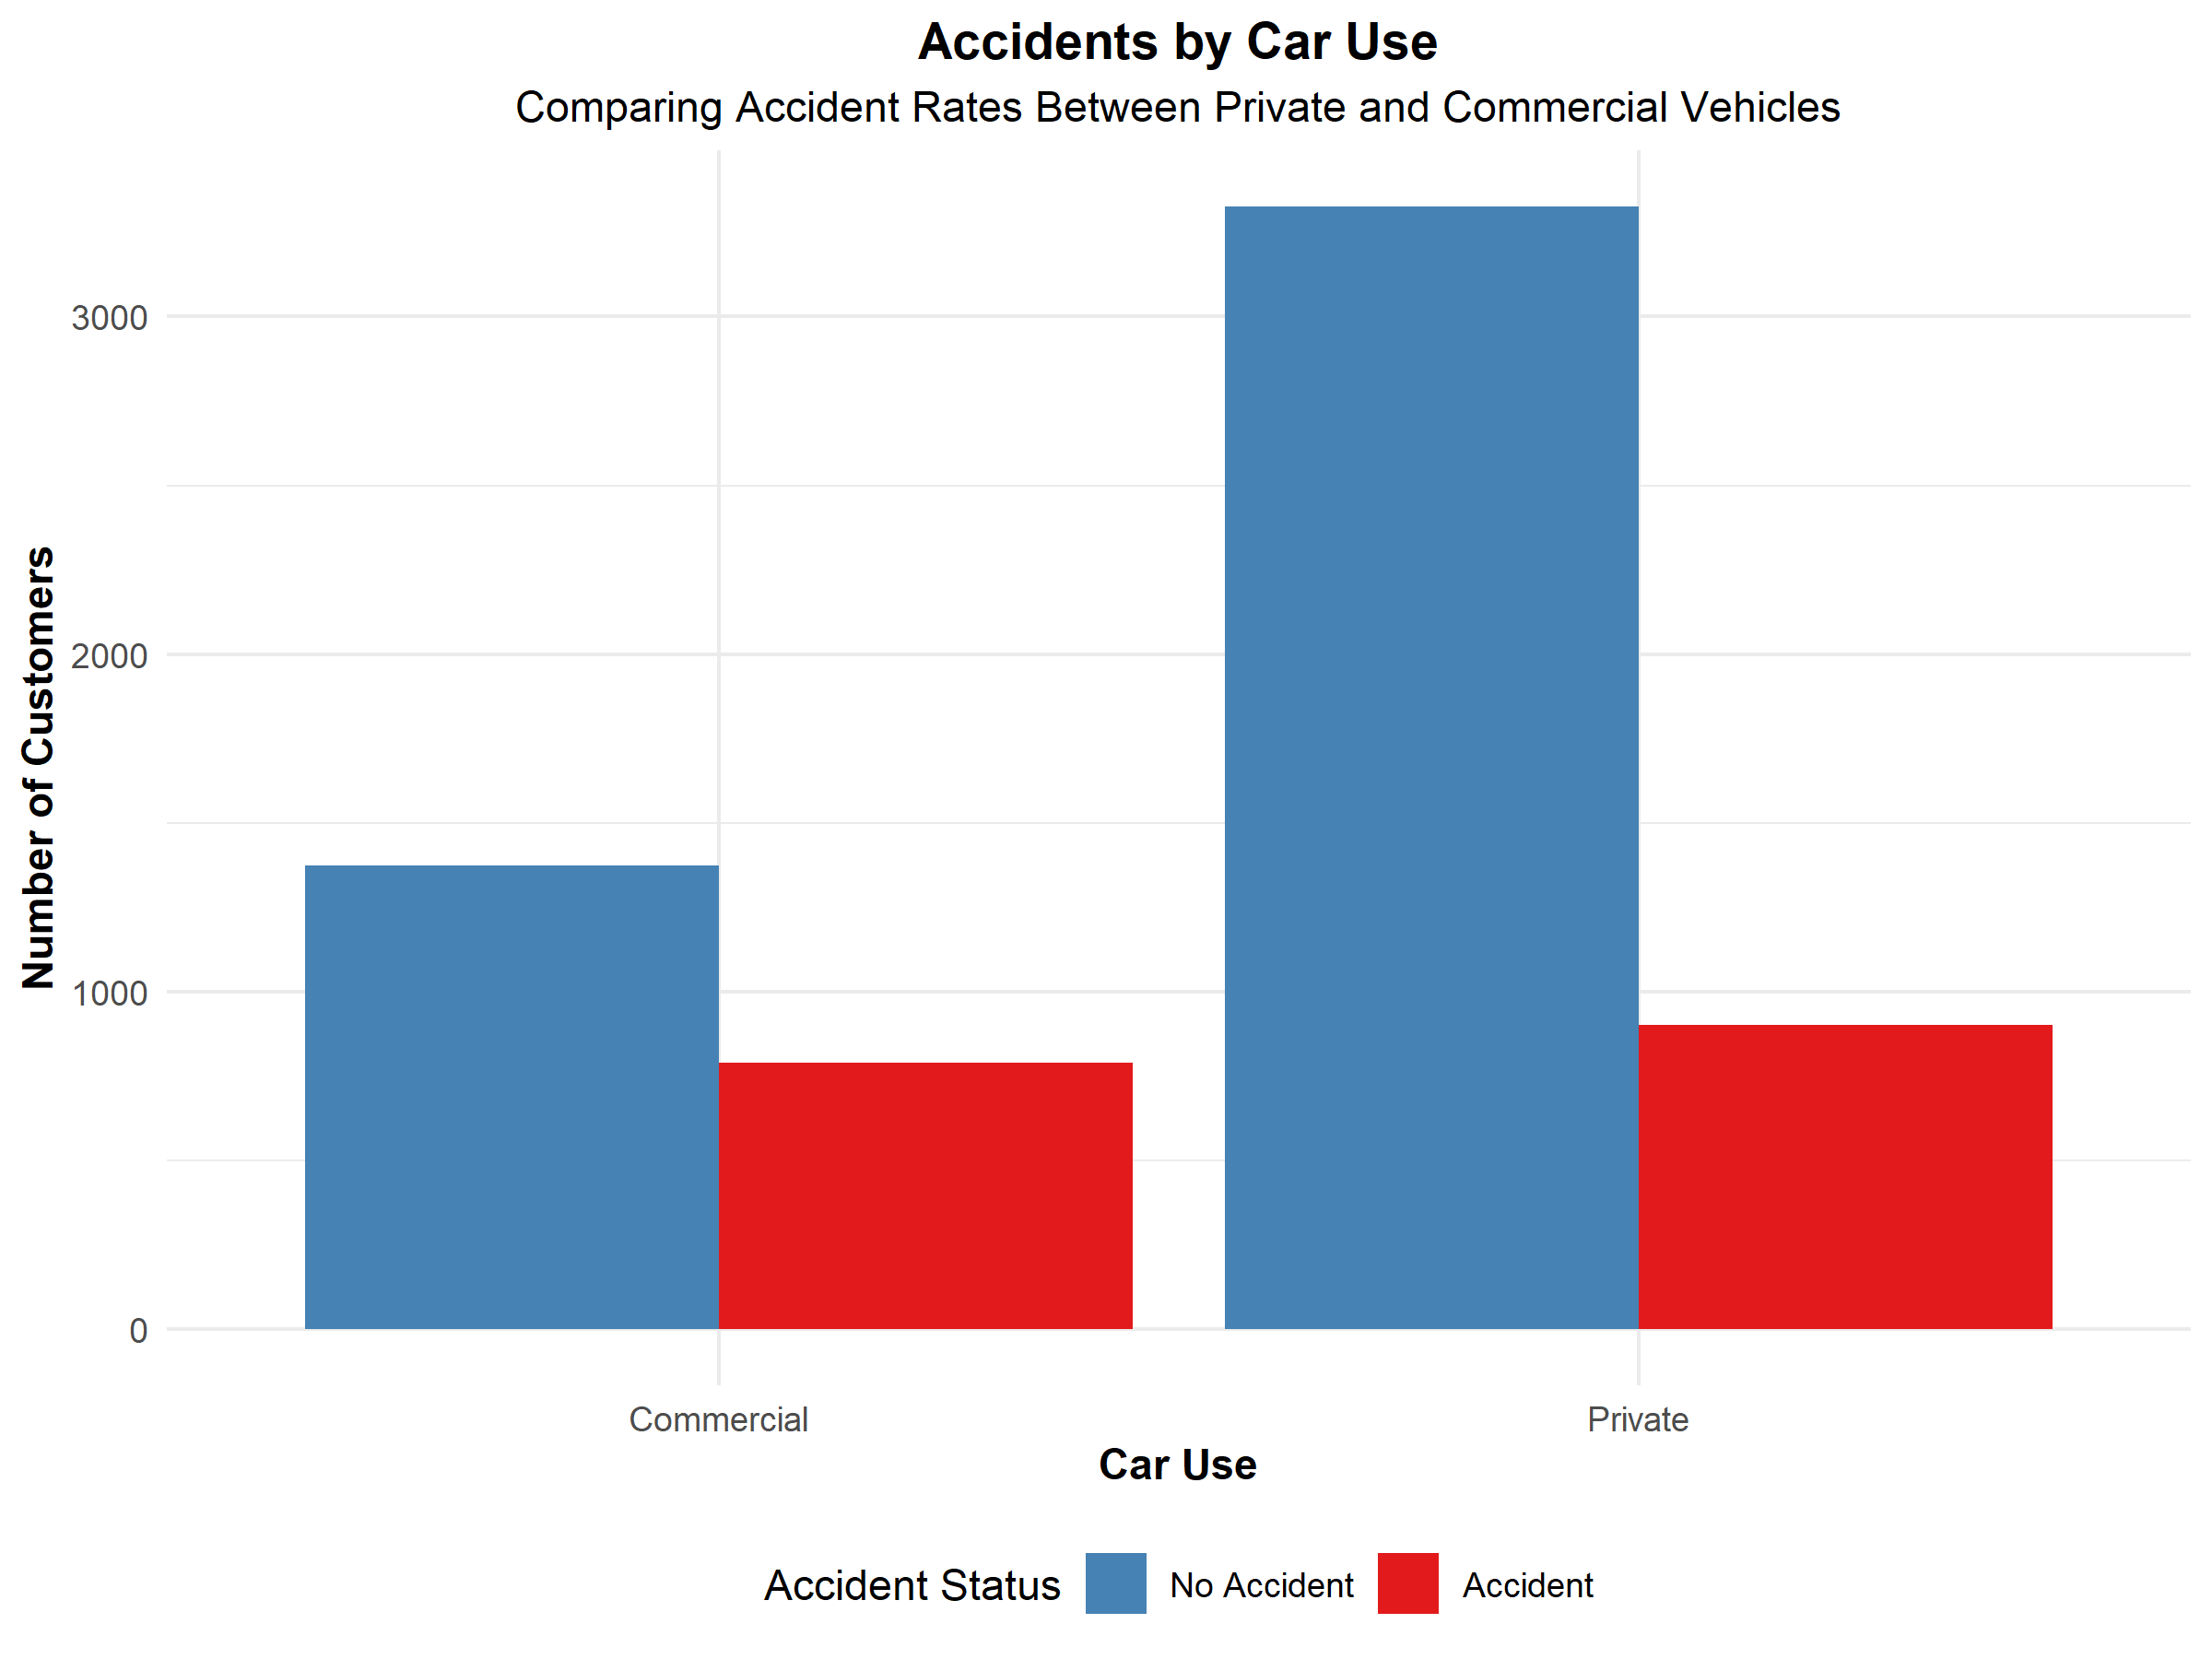 Accidents by Car Use
Comparing Accident Rates Between Private and Commercial Vehicles
Number of Customers
3000
2000
1000
0
Commercial
Private
Car Use
Accident Status
No Accident
Accident